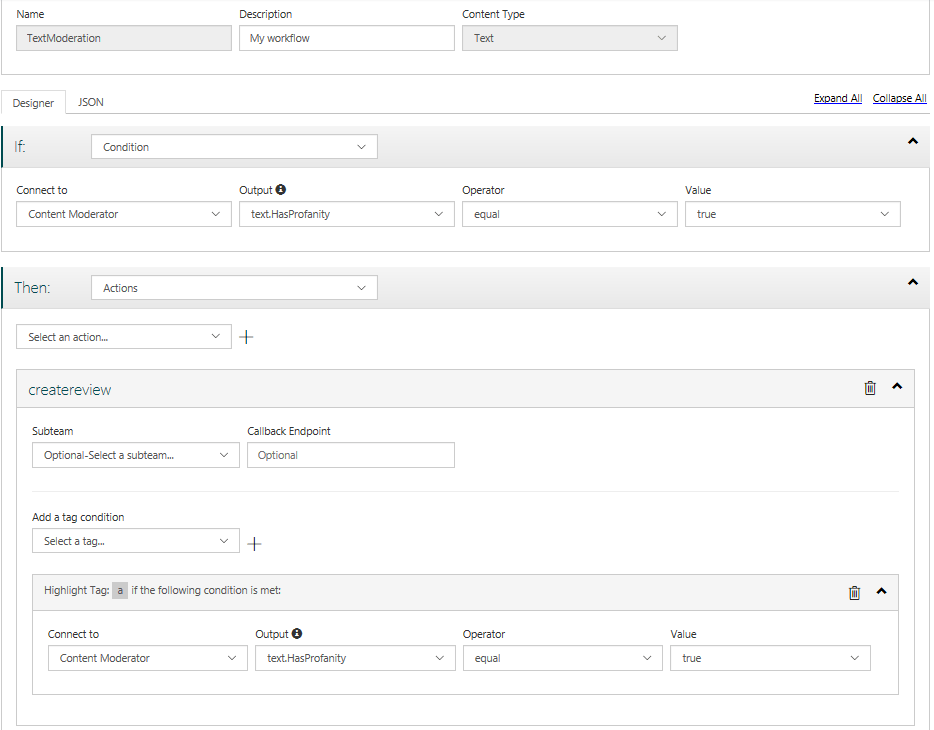 Name Description Content Type
TextModeration My workflow Text
Designer JSON Expand All Collapse All
If: Condition
Connect to Output Operator Value
Content Moderator text.HasProfanity equal true
Then: Actions
Select an action...
createreview
Subteam Callback Endpoint
Optional-Select a subteam... Optional
Add a tag condition
Select a tag...
Highlight Tag: a if the following condition is met:
Connect to Output Operator Value
Content Moderator text.HasProfanity equal true